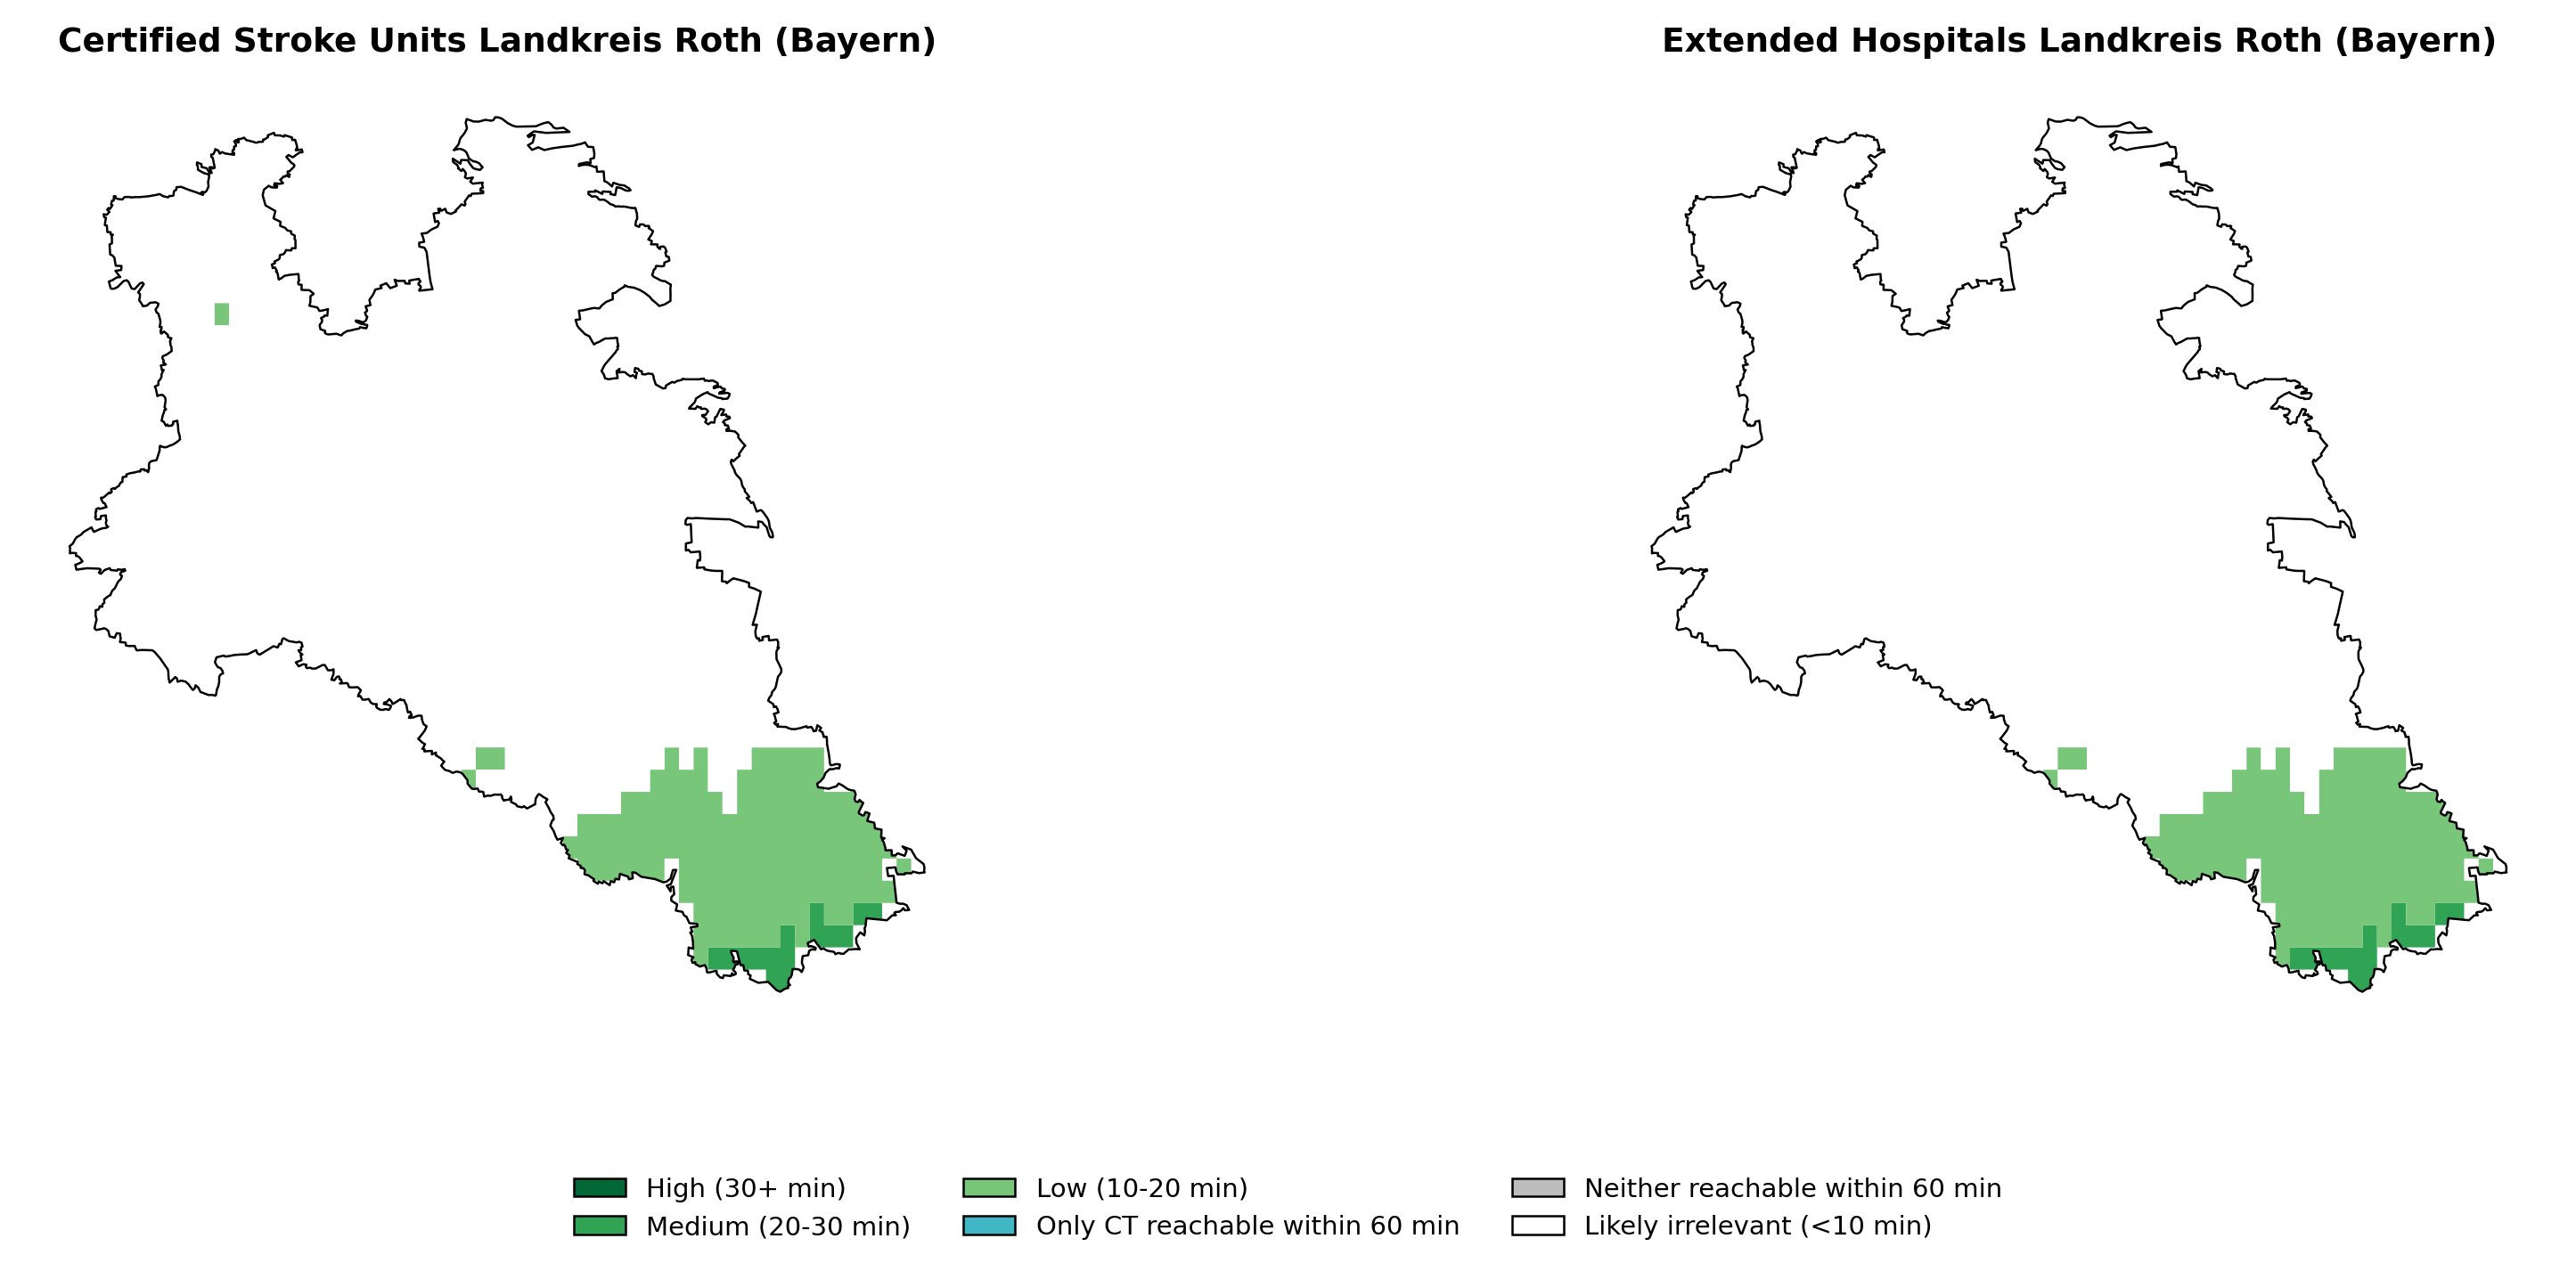 Certified Stroke Units Landkreis Roth (Bayern)
Extended Hospitals Landkreis Roth (Bayern)
High (30+ min)
Medium (20-30 min)
Low (10-20 min)
Only CT reachable within 60 min
Neither reachable within 60 min
Likely irrelevant (<10 min)